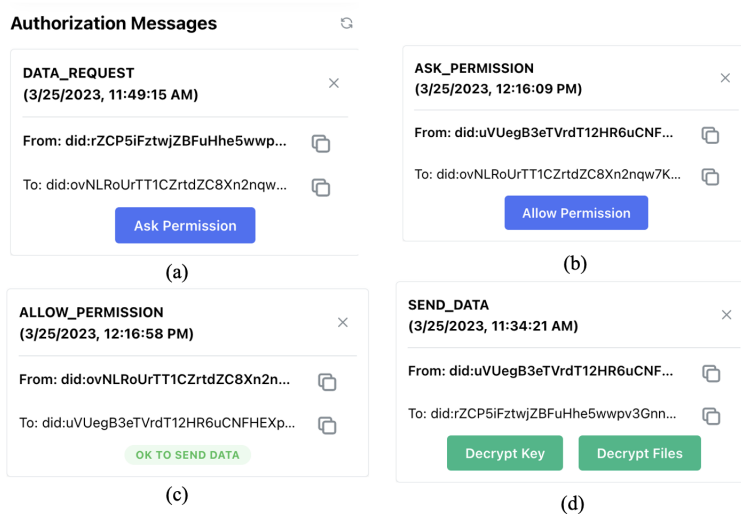 Authorization Messages
DATA_REQUEST
(3/25/2023, 11:49:15 AM)
From: did:rZCP5iFztwjZBFuHhe5wwp...
To: did:ovNLRoUrTT1CZrtdZC8Xn2nqw...
Ask Permission
(a)
ASK_PERMISSION
(3/25/2023, 12:16:09 PM)
From: did:uVUegB3eTVrdT12HR6uCNF...
To: did:ovNLRoUrTT1CZrtdZC8Xn2nqw7K...
Allow Permission
(b)
ALLOW_PERMISSION
(3/25/2023, 12:16:58 PM)
From: did:ovNLRoUrTT1CZrtdZC8Xn2n...
To: did:uVUegB3eTVrdT12HR6uCNFHEXp...
OK TO SEND DATA
(c)
SEND_DATA
(3/25/2023, 11:34:21 AM)
From: did:uVUegB3eTVrdT12HR6uCNF...
To: did:rZCP5iFztwjZBFuHhe5wwpv3Gnn...
Decrypt Key
Decrypt Files
(d)